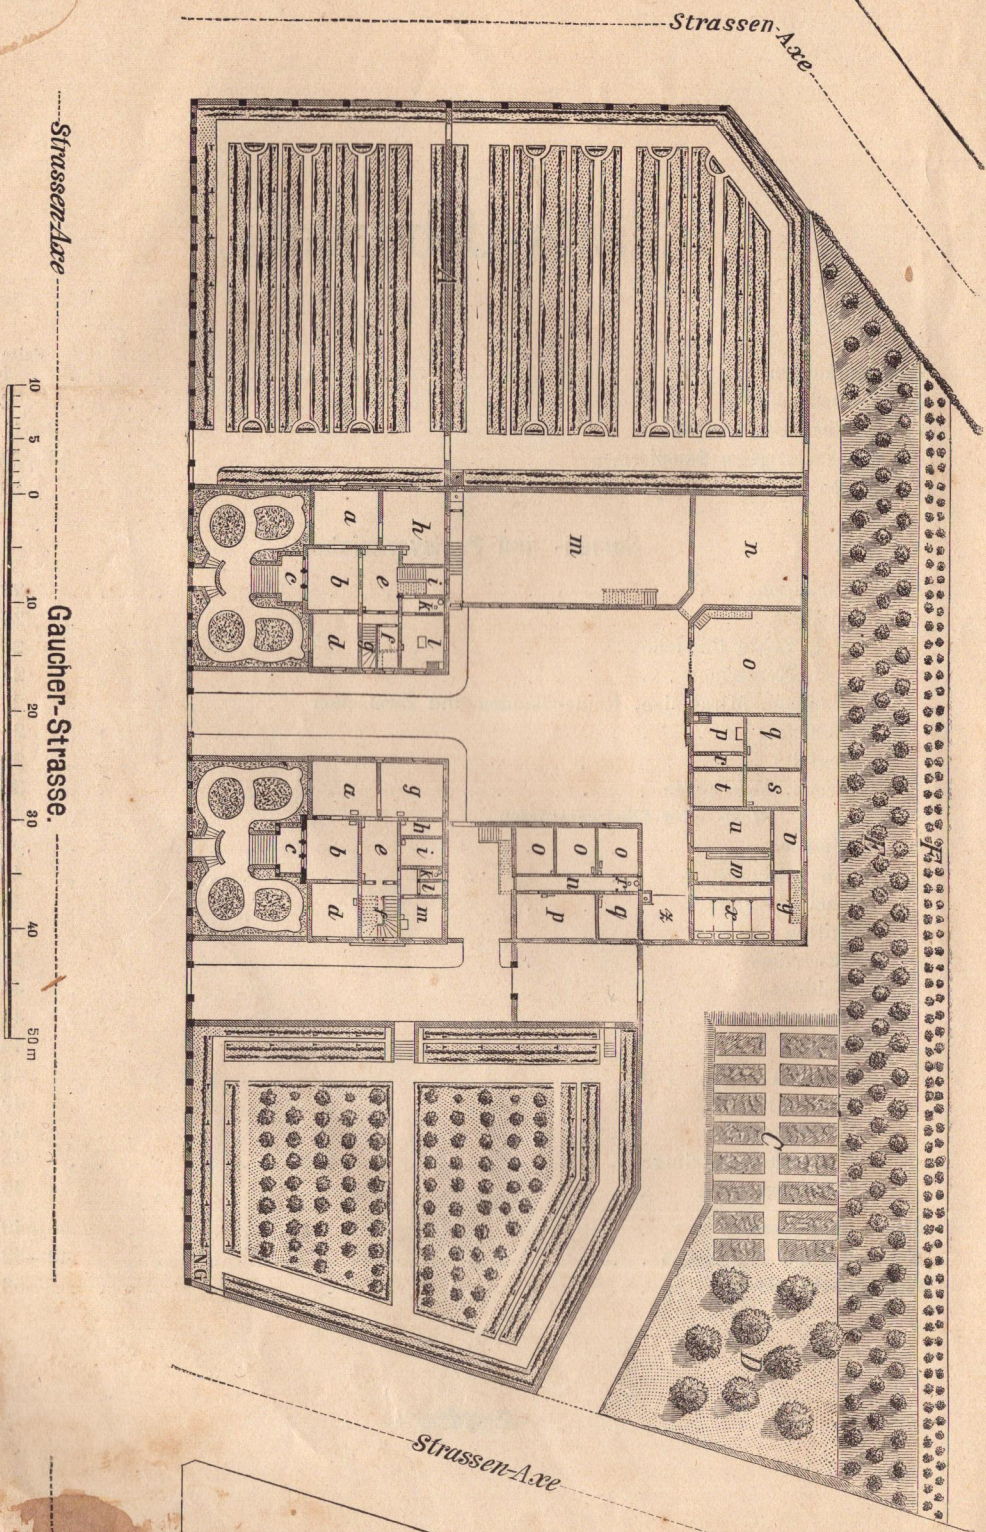 Strassen-Axe
Strassen-Axe
Gaucher-Strasse.
10 5 0 10 20 30 40 50 m
A
a
h
b
e
i
k
c
d
g
f
l
m
n
o
p
q
r
t
s
u
v
w
x
y
z
a
g
b
e
h
i
k
l
c
d
f
m
o
o
o
n
r
p
q
E
F
C
D
N.G
Strassen-Axe